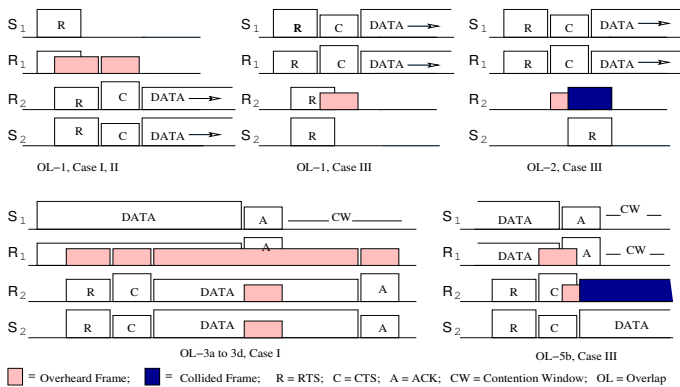 S1 R
R1
R2 R C DATA
S2 R C DATA
OL-1, Case I, II
S1 R C DATA
R1 R C DATA
R2 R
S2 R
OL-1, Case III
S1 R C DATA
R1 R C DATA
R2
S2 R
OL-2, Case III
S1 DATA A CW
R1 A
R2 R C DATA A
S2 R C DATA A
OL-3a to 3d, Case I
S1 DATA A CW
R1 DATA A CW
R2 R C
S2 R C DATA
OL-5b, Case III
= Overheard Frame; = Collided Frame; R = RTS; C = CTS; A = ACK; CW = Contention Window; OL = Overlap